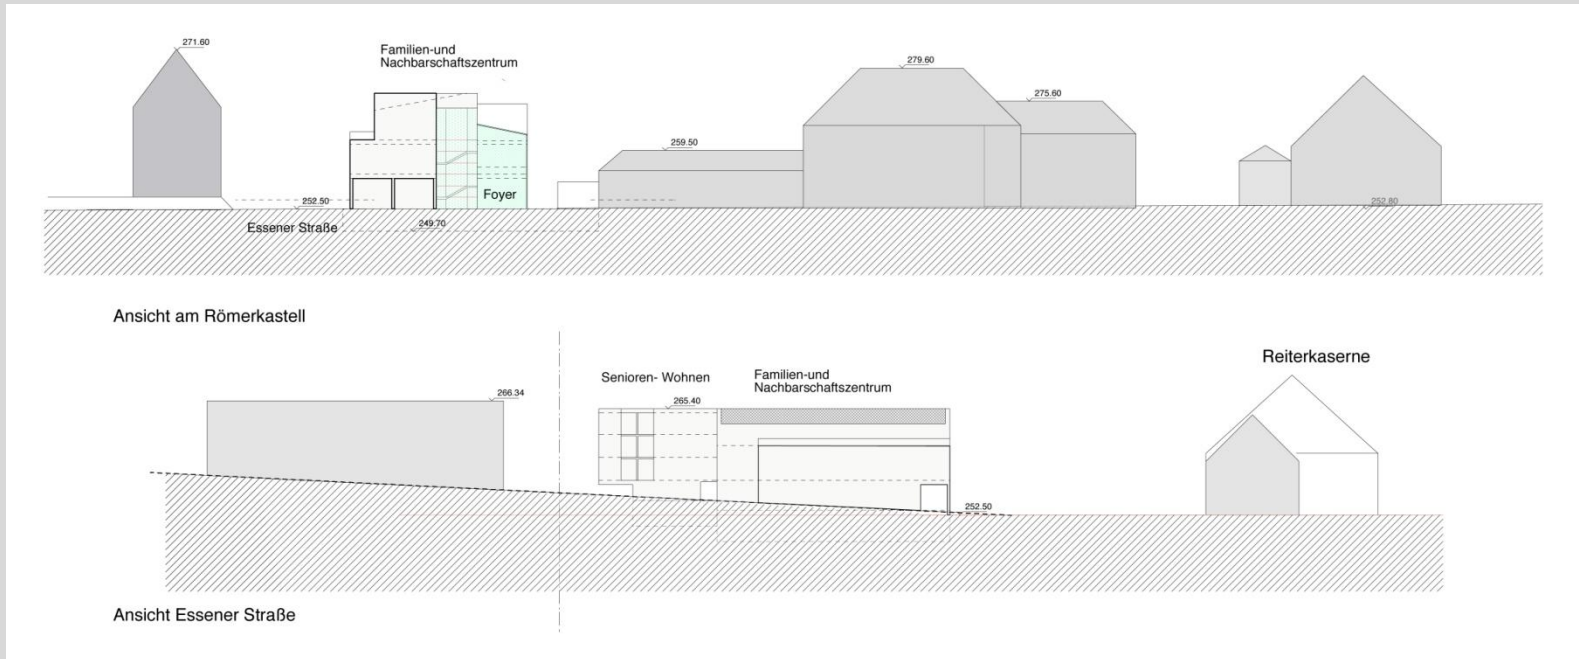 271.60
Familien-und
Nachbarschaftszentrum
279.60
275.60
259.50
Foyer
252.50
252.80
Essener Straße
249.70
Ansicht am Römerkastell
Reiterkaserne
Senioren- Wohnen
Familien-und
Nachbarschaftszentrum
266.34
265.40
252.50
Ansicht Essener Straße